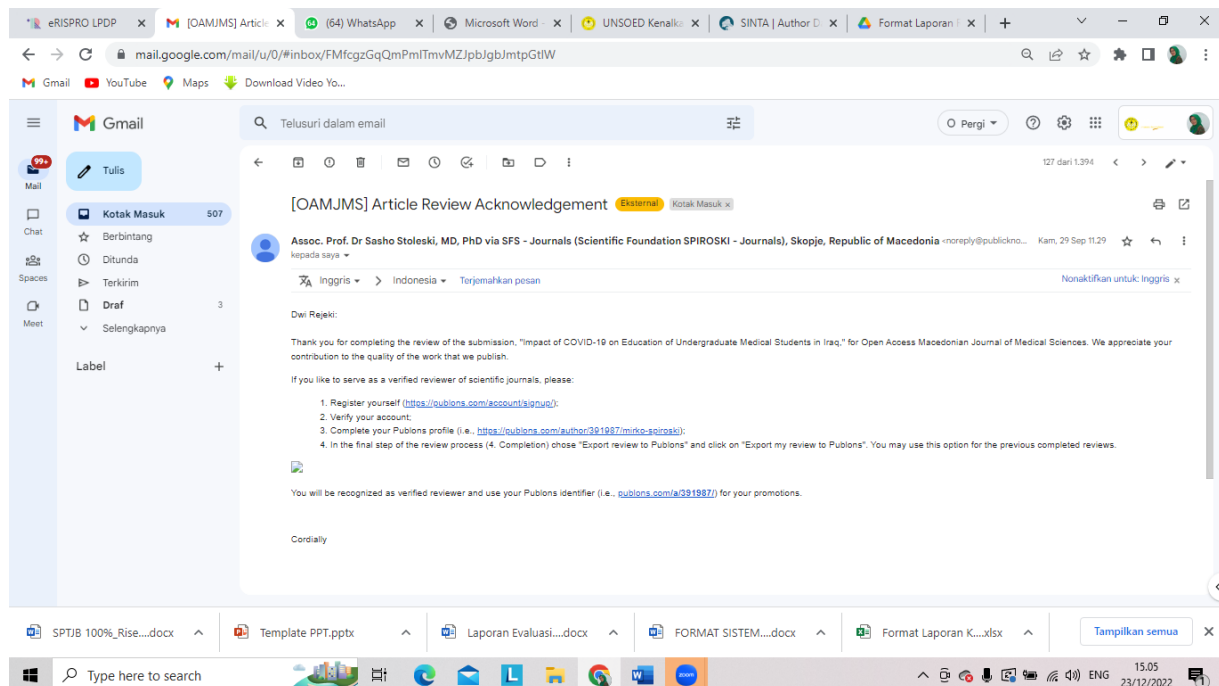 eRISPRO LPDP
[OAMJMS] Article
(64) WhatsApp
Microsoft Word -
UNSOED Kenalka
SINTA | Author D
Format Laporan F
mail.google.com/mail/u/0/#inbox/FMfcgzGqQmPmlTmvMZJpbJgbJmtpGtlW
Gmail
YouTube
Maps
Download Video Yo...
Gmail
Telusuri dalam email
Pergi
99+
Mail
Chat
Spaces
Meet
Tulis
Kotak Masuk 507
Berbintang
Ditunda
Terkirim
Draf 3
Selengkapnya
Label +
127 dari 1.394
[OAMJMS] Article Review Acknowledgement Eksternal Kotak Masuk x
Assoc. Prof. Dr Sasho Stoleski, MD, PhD via SFS - Journals (Scientific Foundation SPIROSKI - Journals), Skopje, Republic of Macedonia <noreply@publickno... Kam, 29 Sep 11.29
kepada saya
Inggris > Indonesia Terjemahkan pesan Nonaktifkan untuk: Inggris x
Dwi Rejeki:
Thank you for completing the review of the submission, "Impact of COVID-19 on Education of Undergraduate Medical Students in Iraq," for Open Access Macedonian Journal of Medical Sciences. We appreciate your
contribution to the quality of the work that we publish.
If you like to serve as a verified reviewer of scientific journals, please:
1. Register yourself (https://publons.com/account/signup/);
2. Verify your account;
3. Complete your Publons profile (i.e., https://publons.com/author/391987/mirko-spiroski);
4. In the final step of the review process (4. Completion) chose "Export review to Publons" and click on "Export my review to Publons". You may use this option for the previous completed reviews.
You will be recognized as verified reviewer and use your Publons identifier (i.e., publons.com/a/391987/) for your promotions.
Cordially
SPTJB 100%_Rise....docx
Template PPT.pptx
Laporan Evaluasi....docx
FORMAT SISTEM....docx
Format Laporan K....xlsx
Tampilkan semua
Type here to search
zoom
ENG
15.05
23/12/2022